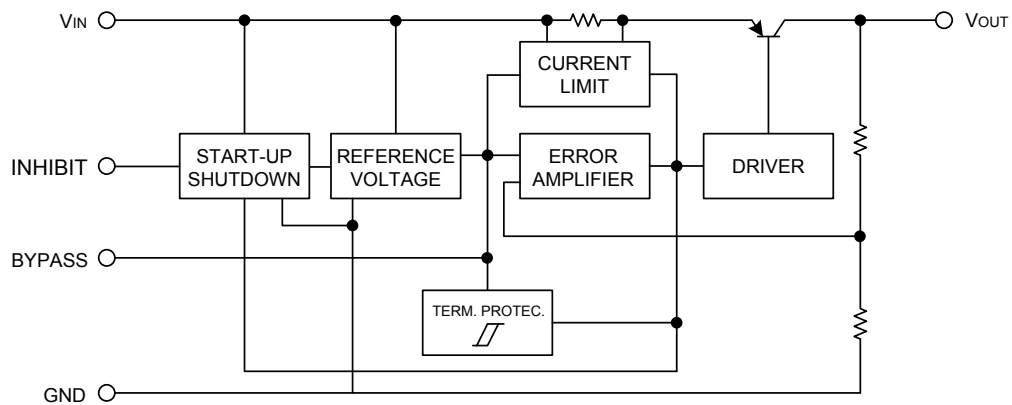 VIN
VOUT
CURRENT
LIMIT
INHIBIT
START-UP
SHUTDOWN
REFERENCE
VOLTAGE
ERROR
AMPLIFIER
DRIVER
BYPASS
TERM. PROTEC.
GND